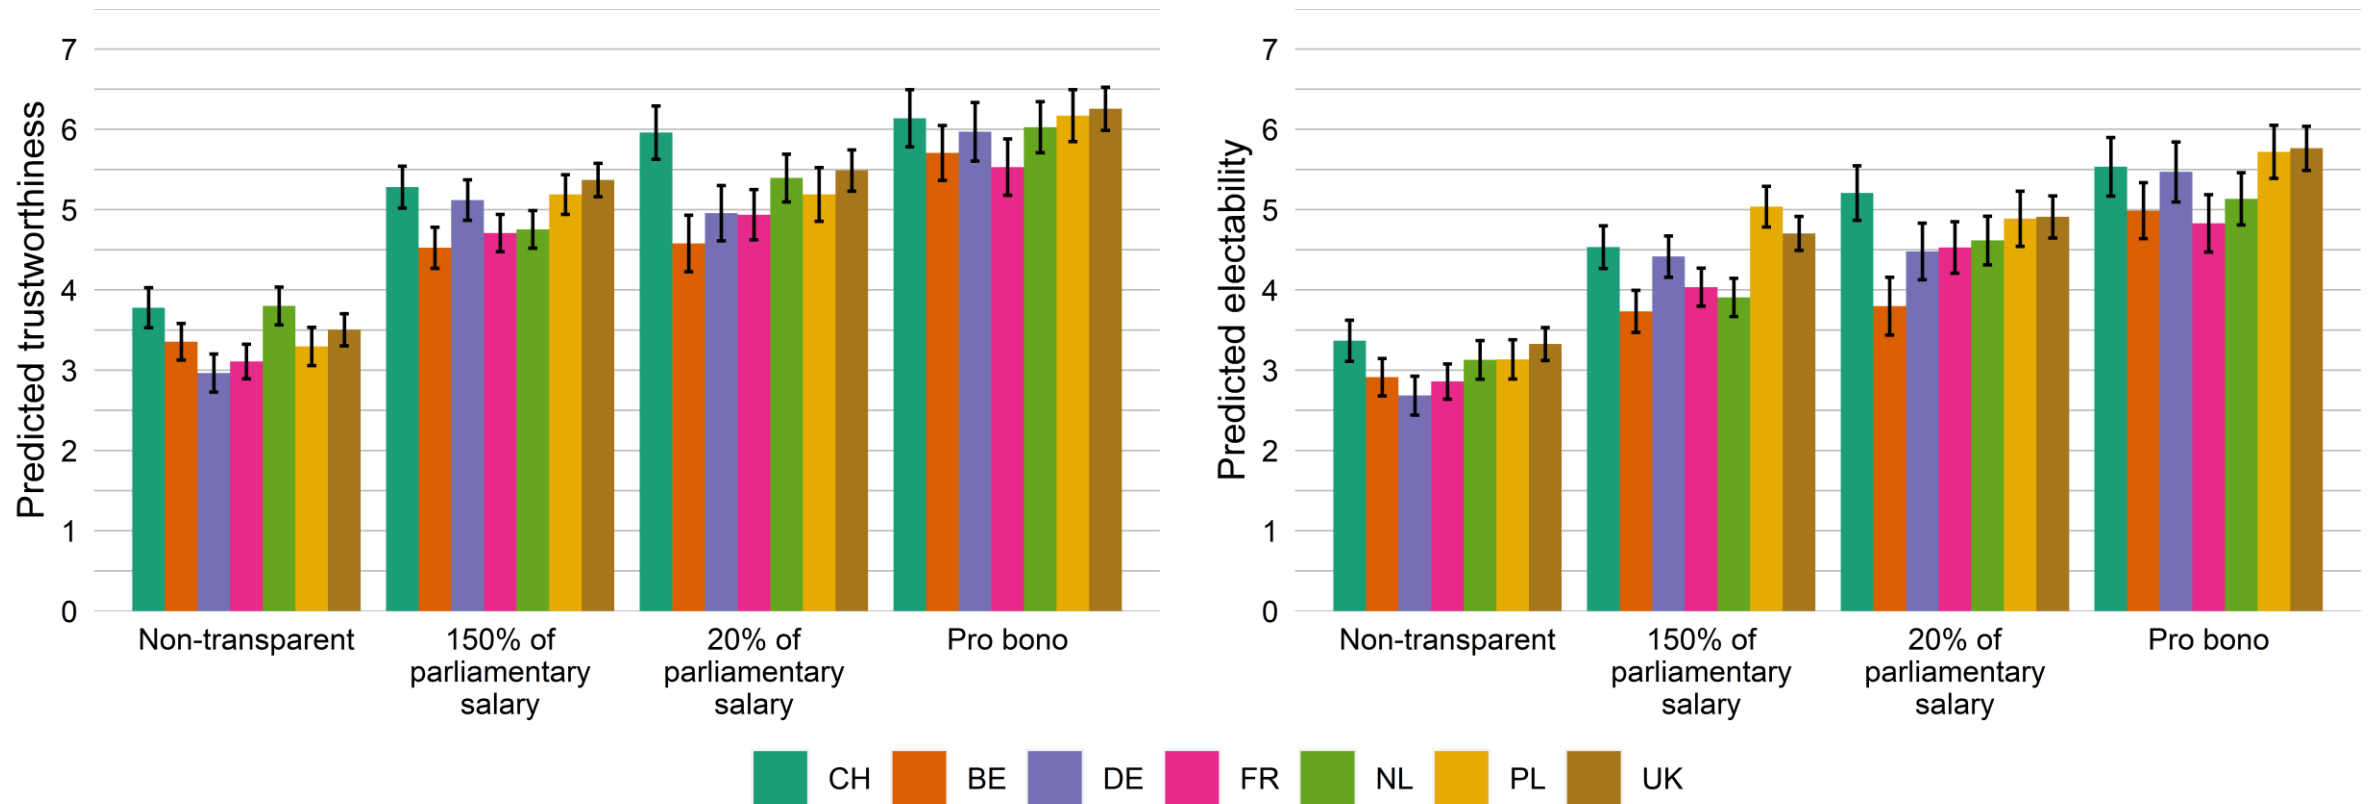 Predicted trustworthiness
7
6
5
4
3
2
1
0
Non-transparent
150% of
parliamentary
salary
20% of
parliamentary
salary
Pro bono
Predicted electability
7
6
5
4
3
2
1
0
Non-transparent
150% of
parliamentary
salary
20% of
parliamentary
salary
Pro bono
CH BE DE FR NL PL UK